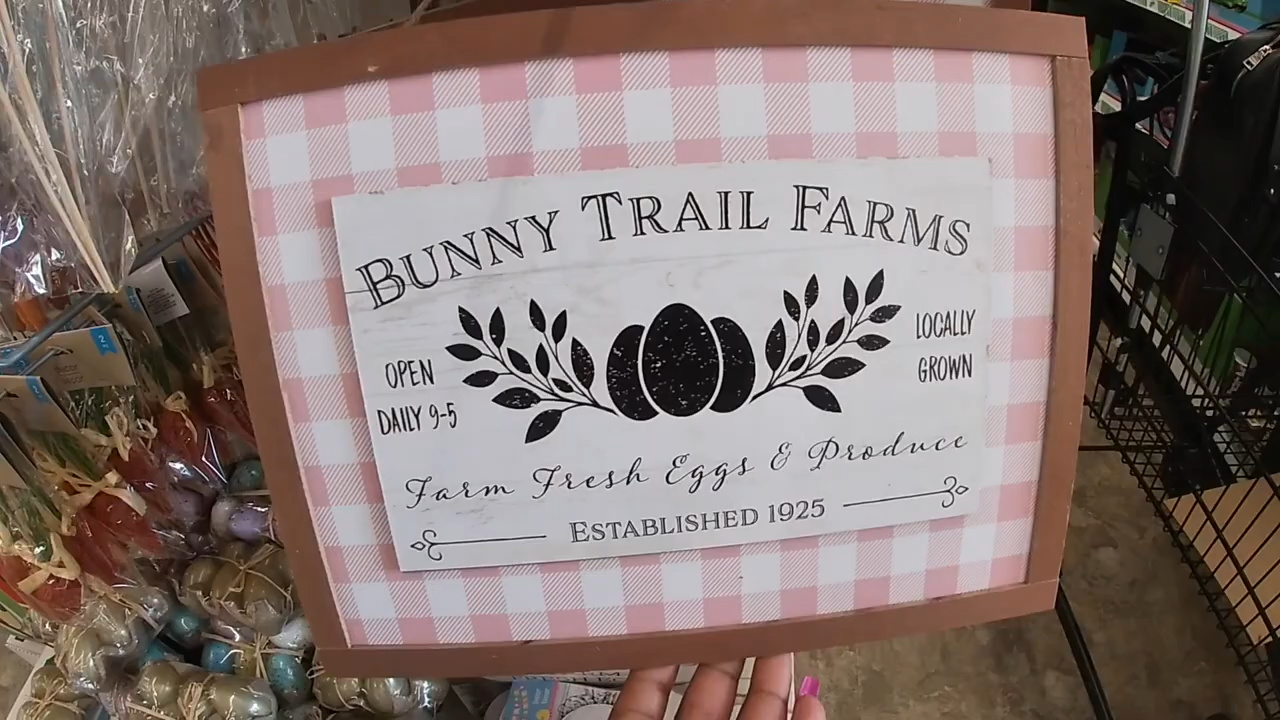 BUNNY TRAIL FARMS
OPEN
DAILY 9-5
LOCALLY
GROWN
Farm Fresh Eggs & Produce
ESTABLISHED 1925